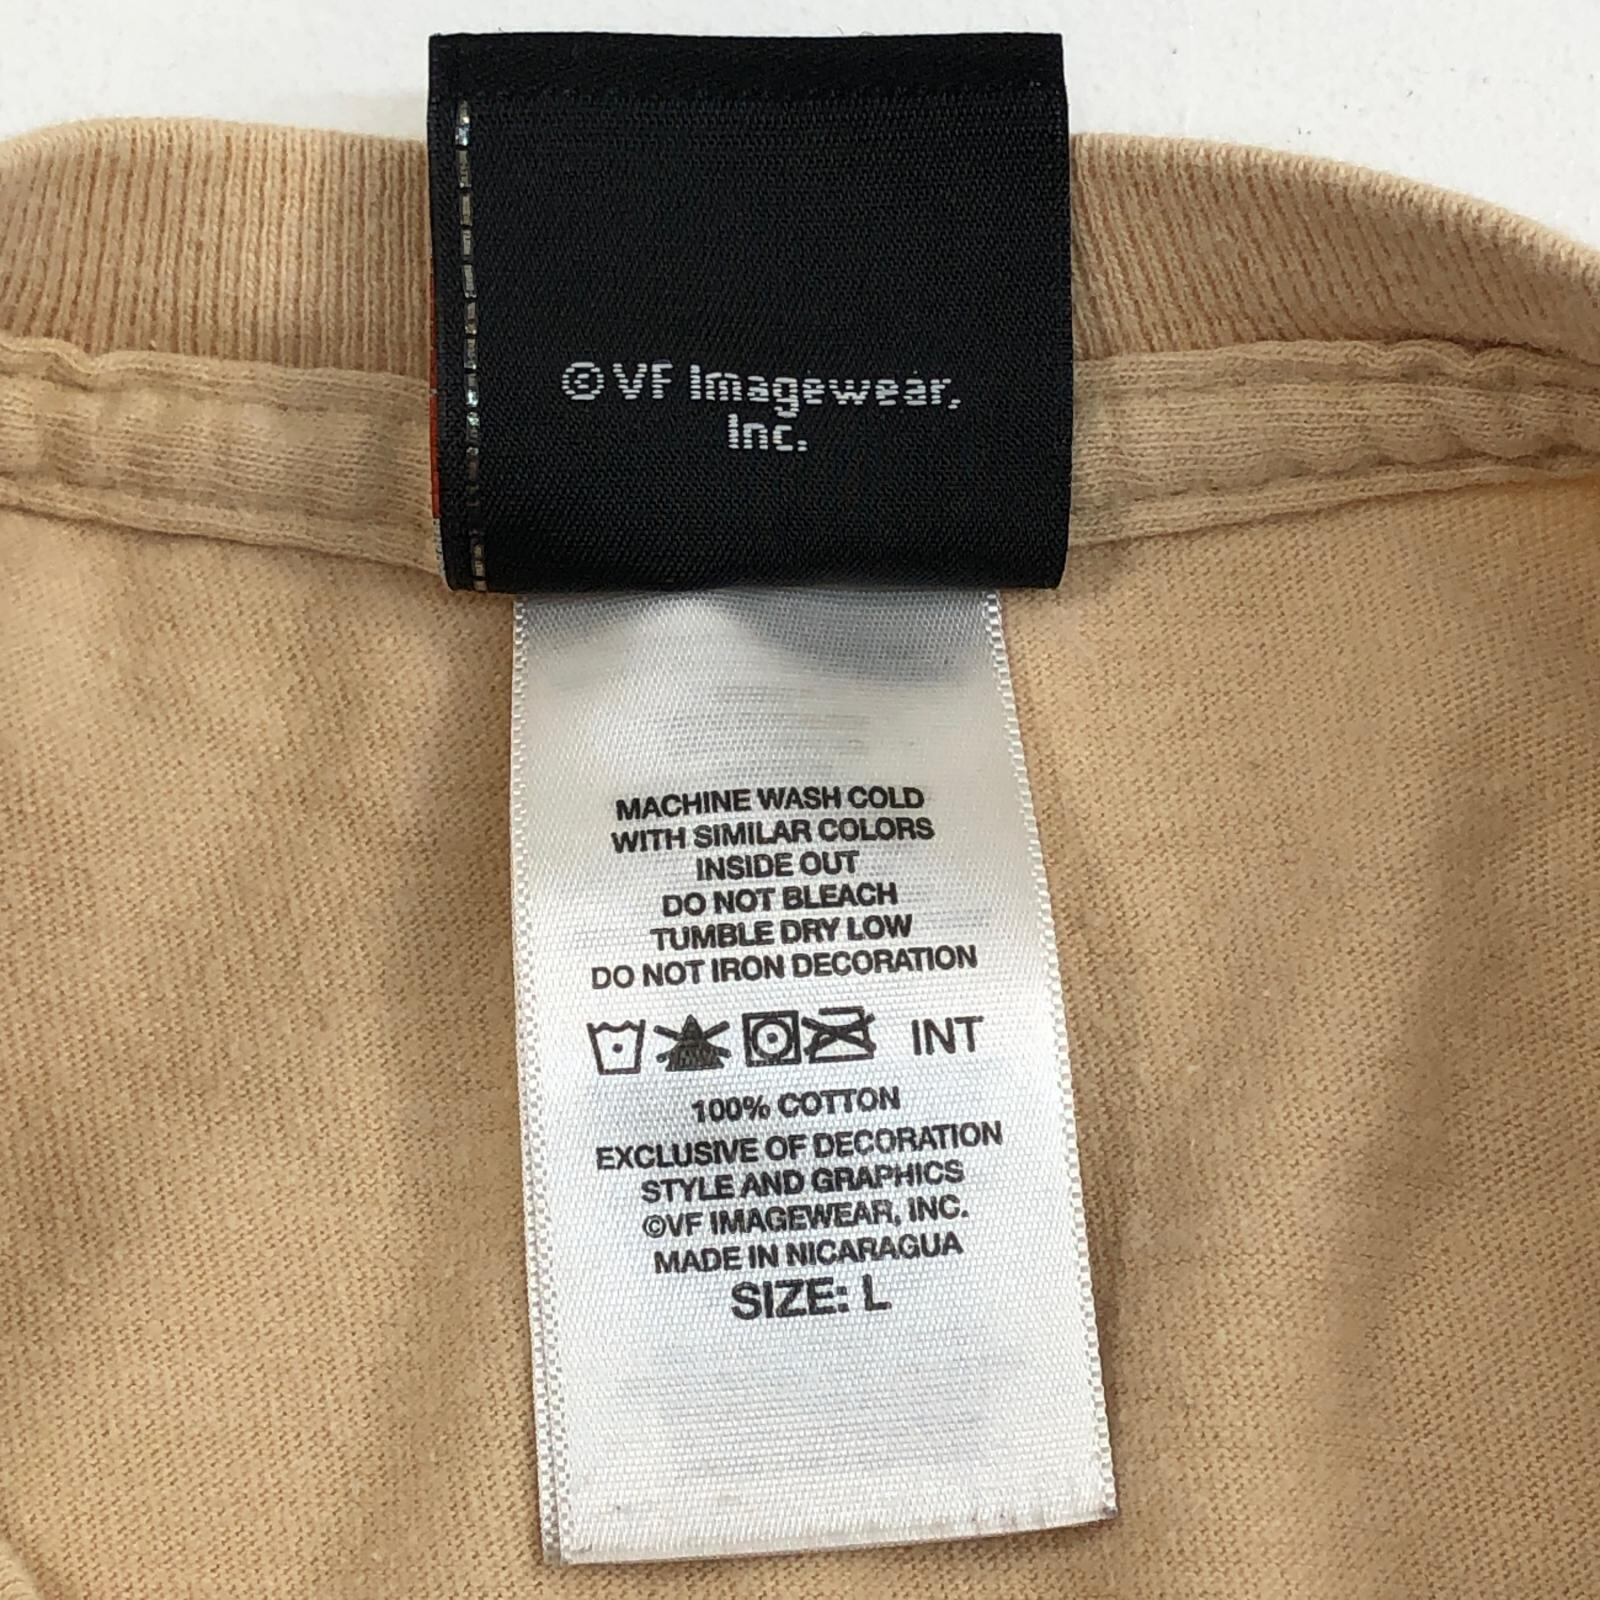 ©VF Imagewear,
Inc.
MACHINE WASH COLD
WITH SIMILAR COLORS
INSIDE OUT
DO NOT BLEACH
TUMBLE DRY LOW
DO NOT IRON DECORATION
INT
100% COTTON
EXCLUSIVE OF DECORATION
STYLE AND GRAPHICS
©VF IMAGEWEAR, INC.
MADE IN NICARAGUA
SIZE: L